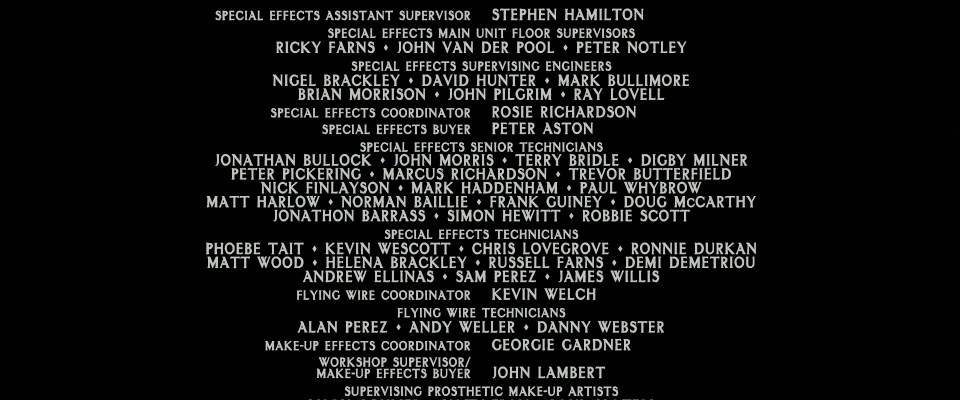 SPECIAL EFFECTS ASSISTANT SUPERVISOR STEPHEN HAMILTON
SPECIAL EFFECTS MAIN UNIT FLOOR SUPERVISORS
RICKY FARNS ♦ JOHN VAN DER POOL ♦ PETER NOTLEY
SPECIAL EFFECTS SUPERVISING ENGINEERS
NIGEL BRACKLEY ♦ DAVID HUNTER ♦ MARK BULLIMORE
BRIAN MORRISON ♦ JOHN PILGRIM ♦ RAY LOVELL
SPECIAL EFFECTS COORDINATOR ROSIE RICHARDSON
SPECIAL EFFECTS BUYER PETER ASTON
SPECIAL EFFECTS SENIOR TECHNICIANS
JONATHAN BULLOCK ♦ JOHN MORRIS ♦ TERRY BRIDLE ♦ DIGBY MILNER
PETER PICKERING ♦ MARCUS RICHARDSON ♦ TREVOR BUTTERFIELD
NICK FINLAYSON ♦ MARK HADDENHAM ♦ PAUL WHYBROW
MATT HARLOW ♦ NORMAN BAILLIE ♦ FRANK GUINEY ♦ DOUG McCARTHY
JONATHON BARRASS ♦ SIMON HEWITT ♦ ROBBIE SCOTT
SPECIAL EFFECTS TECHNICIANS
PHOEBE TAIT ♦ KEVIN WESCOTT ♦ CHRIS LOVEGROVE ♦ RONNIE DURKAN
MATT WOOD ♦ HELENA BRACKLEY ♦ RUSSELL FARNS ♦ DEMI DEMETRIOU
ANDREW ELLINAS ♦ SAM PEREZ ♦ JAMES WILLIS
FLYING WIRE COORDINATOR KEVIN WELCH
FLYING WIRE TECHNICIANS
ALAN PEREZ ♦ ANDY WELLER ♦ DANNY WEBSTER
MAKE-UP EFFECTS COORDINATOR GEORGIE GARDNER
WORKSHOP SUPERVISOR/
MAKE-UP EFFECTS BUYER JOHN LAMBERT
SUPERVISING PROSTHETIC MAKE-UP ARTISTS